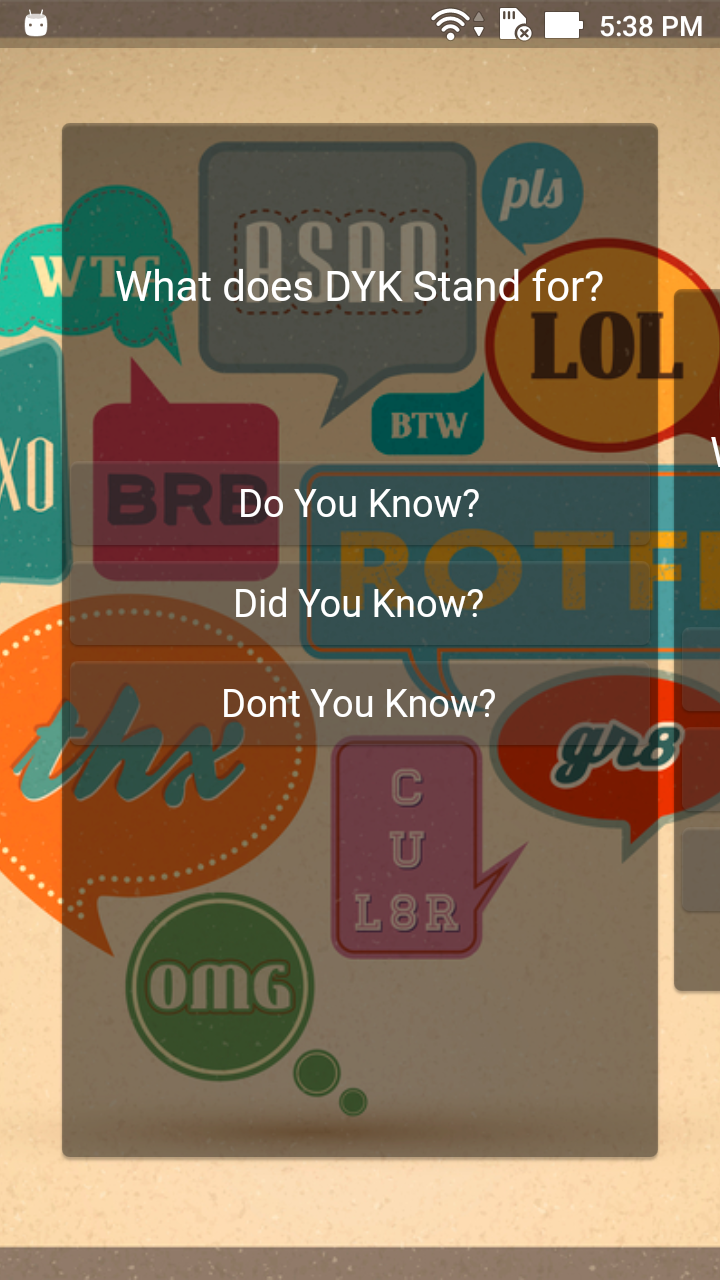 5:38 PM
pls
WTF
ASAP
What does DYK Stand for?
LOL
BTW
XO
BRB
Do You Know?
ROTF
Did You Know?
Dont You Know?
thx
gr8
C
U
L8R
OMG